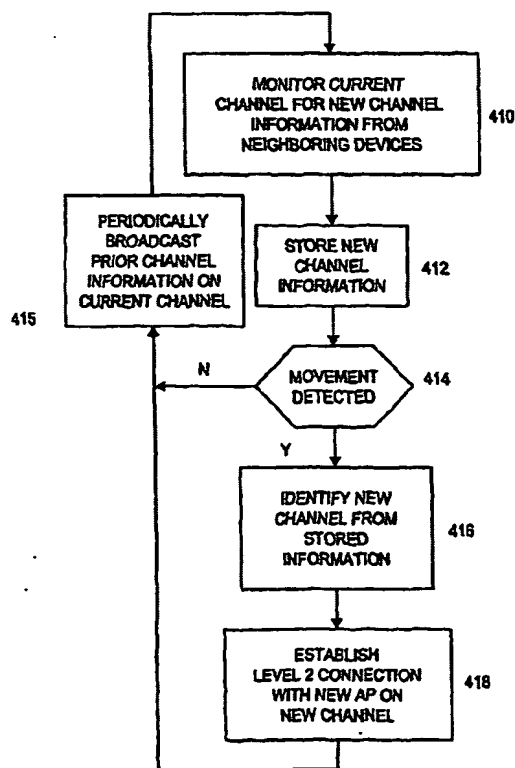 MONITOR CURRENT
CHANNEL FOR NEW CHANNEL
INFORMATION FROM
NEIGHBORING DEVICES
410
PERIODICALLY
BROADCAST
PRIOR CHANNEL
INFORMATION ON
CURRENT CHANNEL
415
STORE NEW
CHANNEL
INFORMATION
412
N
MOVEMENT
DETECTED
414
Y
IDENTIFY NEW
CHANNEL FROM
STORED
INFORMATION
416
ESTABLISH
LEVEL 2 CONNECTION
WITH NEW AP ON
NEW CHANNEL
418